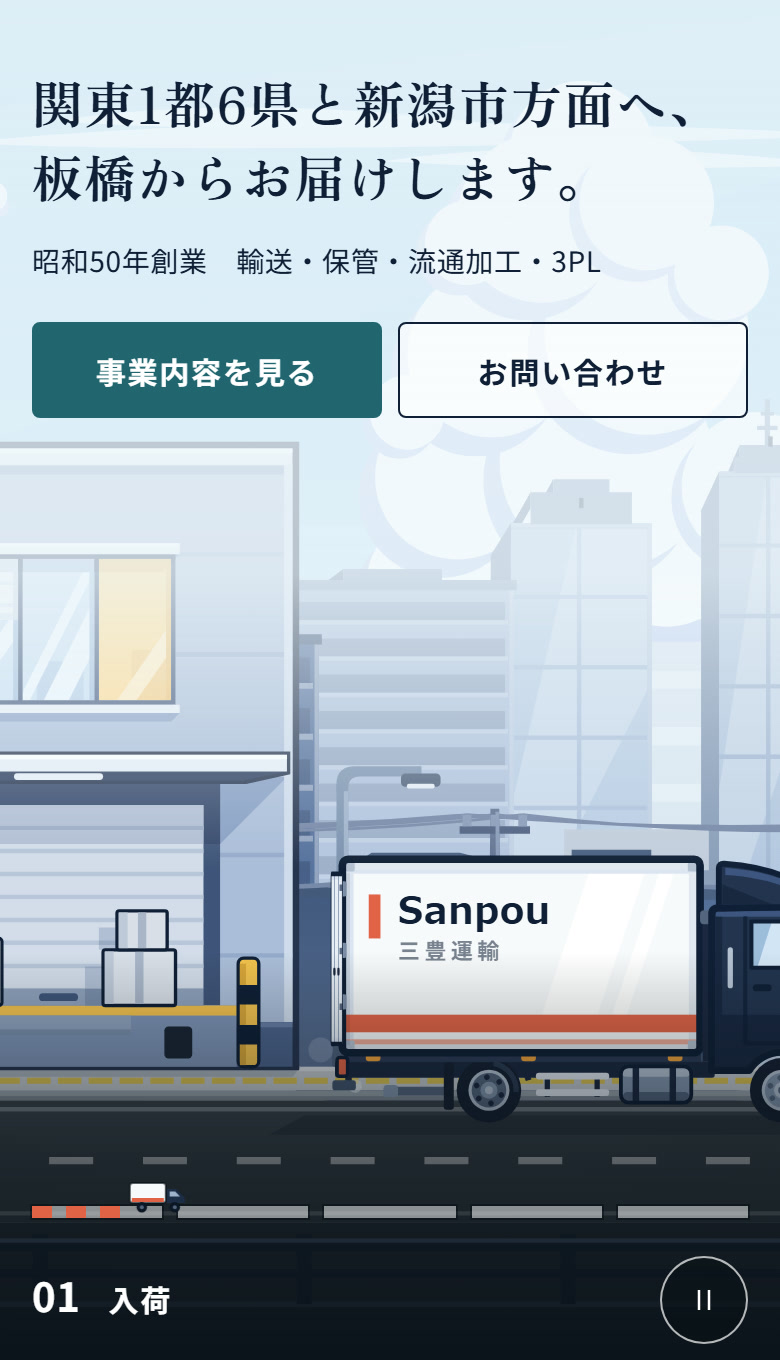 関東1都6県と新潟市方面へ、
板橋からお届けします。
昭和50年創業　輸送・保管・流通加工・3PL
事業内容を見る
お問い合わせ
Sanpou
三豊運輸
01 入荷